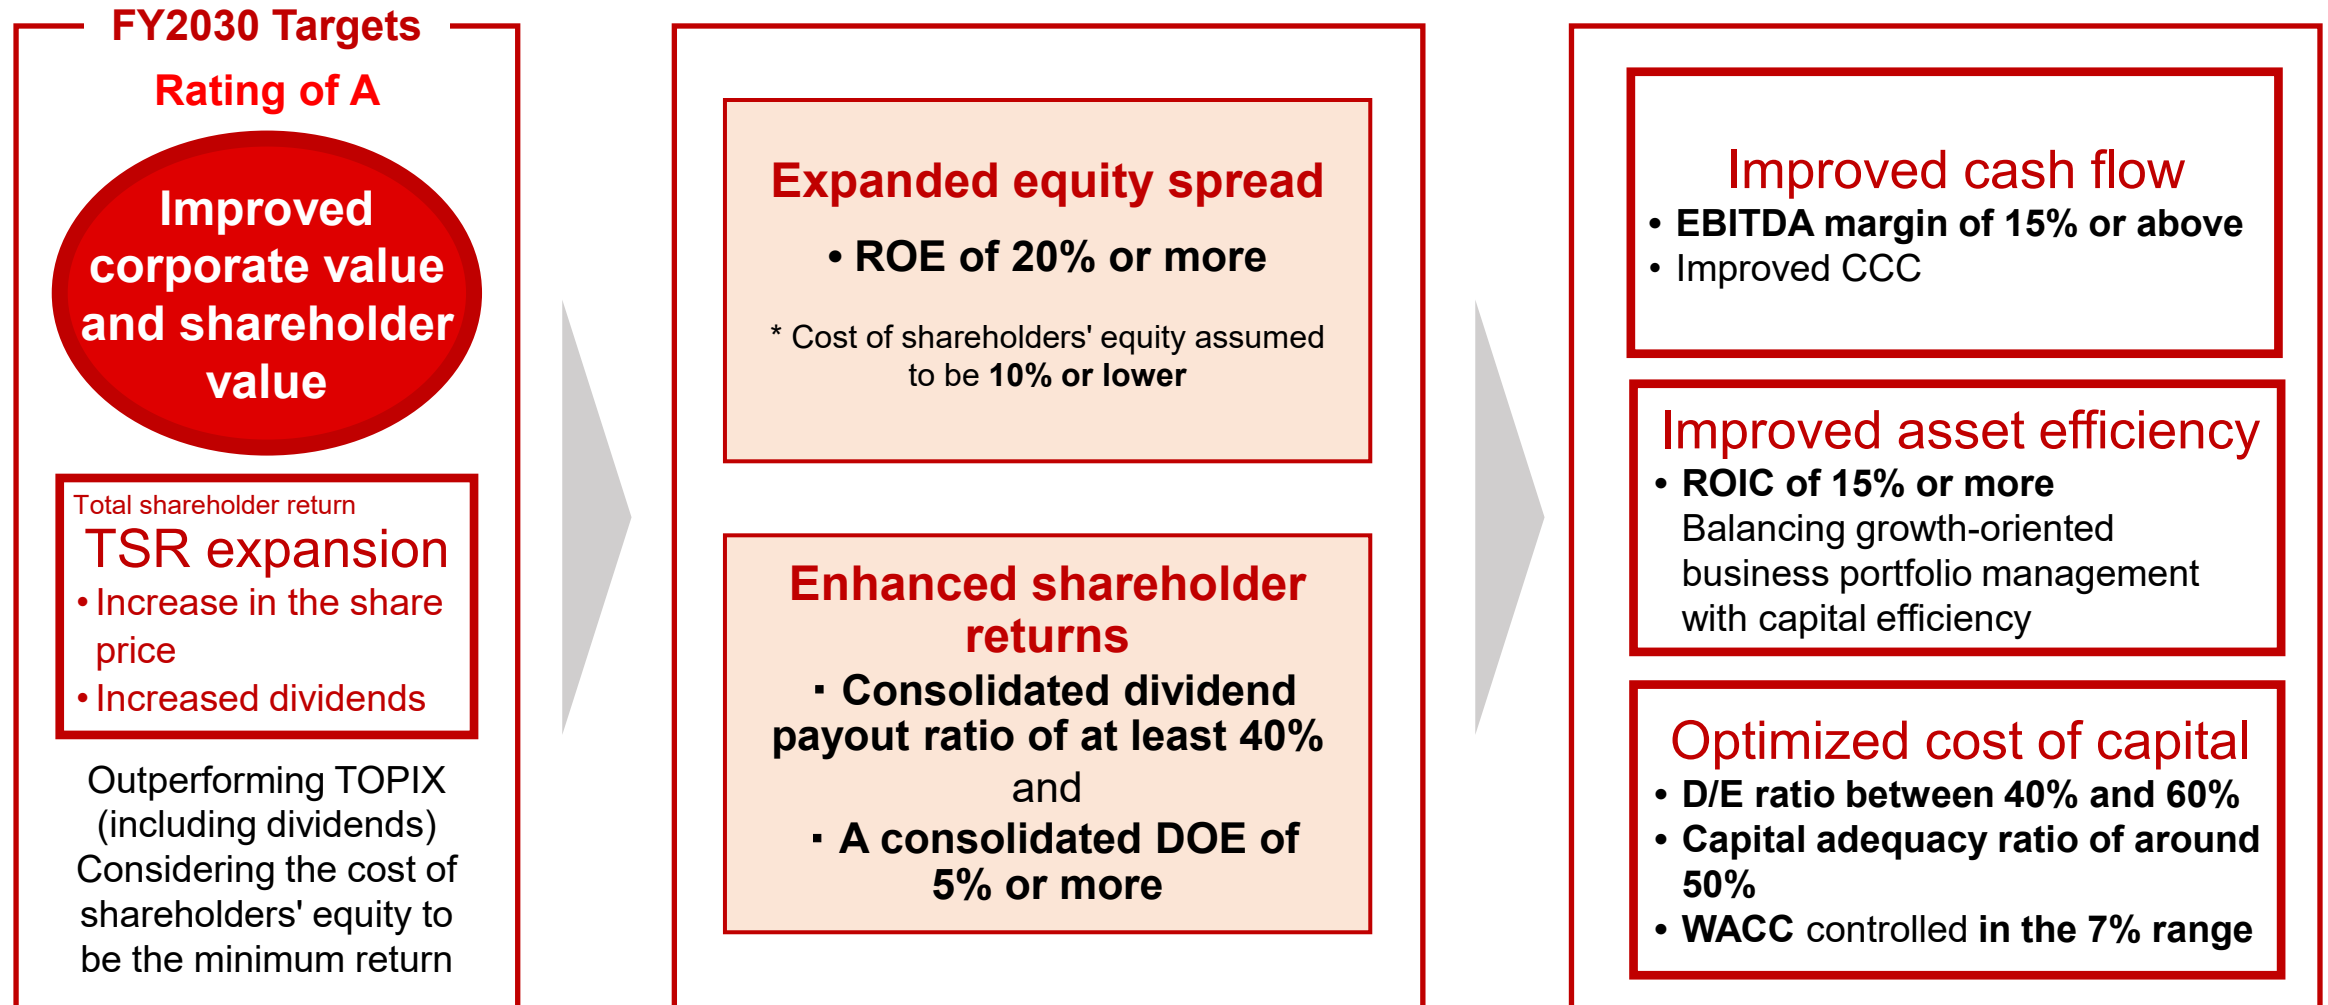 FY2030 Targets
Rating of A
Improved
corporate value
and shareholder
value
Total shareholder return
TSR expansion
• Increase in the share
price
• Increased dividends
Outperforming TOPIX
(including dividends)
Considering the cost of
shareholders' equity to
be the minimum return
Expanded equity spread
• ROE of 20% or more
* Cost of shareholders' equity assumed
to be 10% or lower
Enhanced shareholder
returns
・Consolidated dividend
payout ratio of at least 40%
and
・A consolidated DOE of
5% or more
Improved cash flow
• EBITDA margin of 15% or above
• Improved CCC
Improved asset efficiency
• ROIC of 15% or more
Balancing growth-oriented
business portfolio management
with capital efficiency
Optimized cost of capital
• D/E ratio between 40% and 60%
• Capital adequacy ratio of around
50%
• WACC controlled in the 7% range